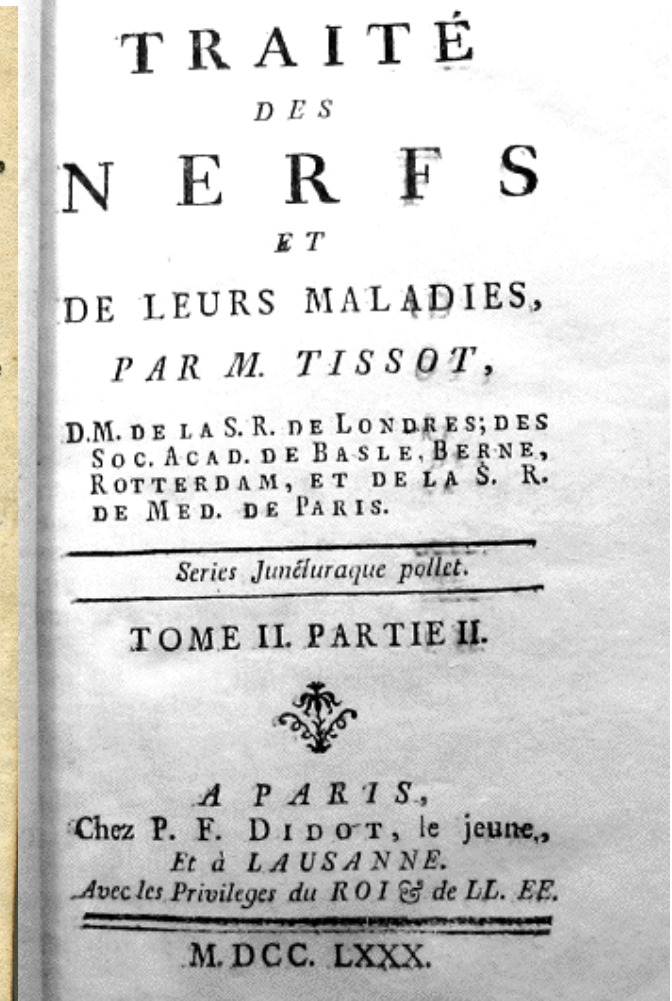 TRAITÉ
DES
NERFS
ET
DE LEURS MALADIES,
PAR M. TISSOT,
D.M. DE LA S. R. DE LONDRES; DES
SOC. ACAD. DE BASLE, BERNE,
ROTTERDAM, ET DE LA S. R.
DE MED. DE PARIS.
Series Juncturaque pollet.
TOME II. PARTIE II.
A PARIS,
Chez P. F. DIDOT, le jeune,
Et à LAUSANNE.
Avec les Privileges du ROI & de LL. EE.
M. DCC. LXXX.